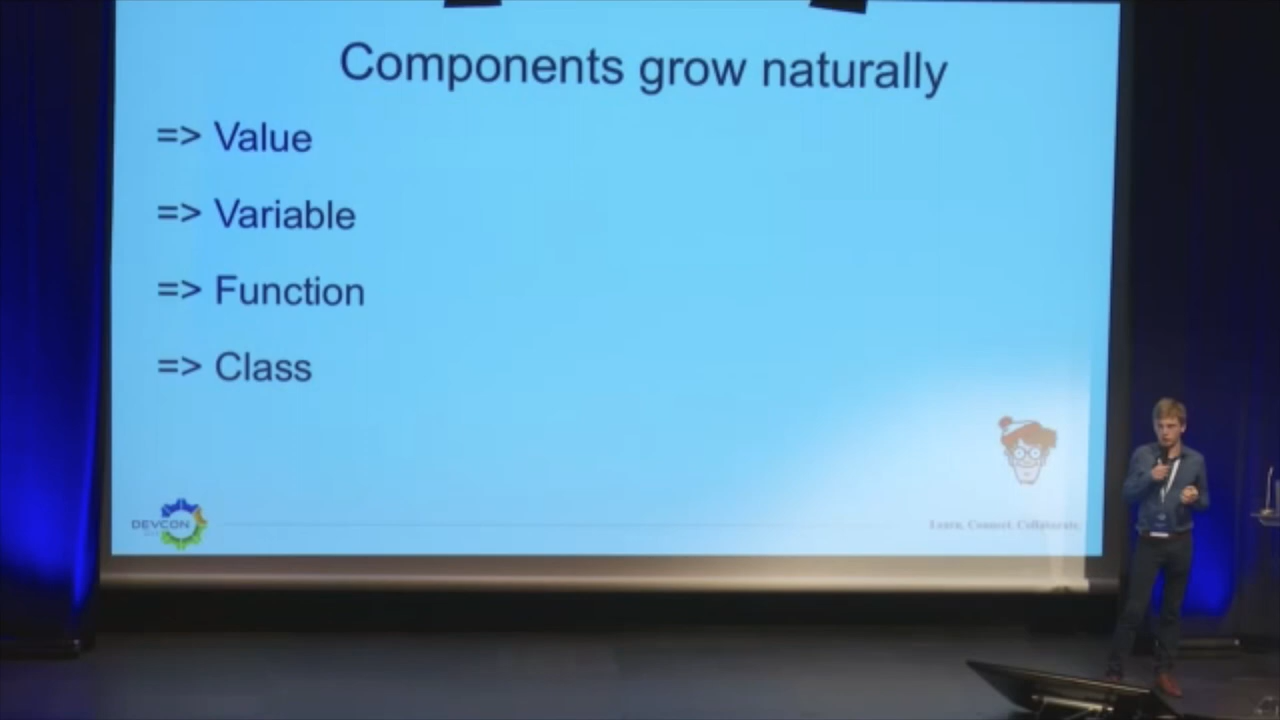 Components grow naturally
=> Value
=> Variable
=> Function
=> Class
DEVCON
Learn. Connect. Collaborate.